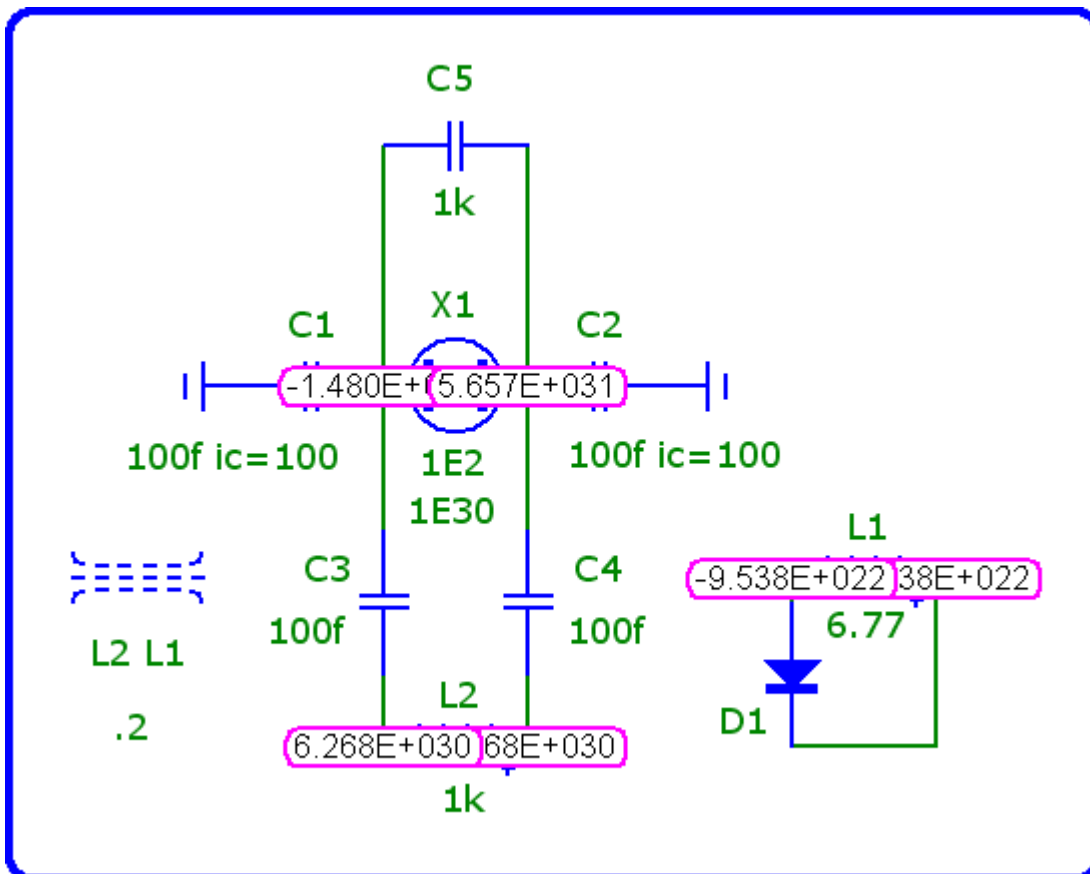 C5
1k
X1
C1
C2
-1.480E+0
5.657E+031
100f ic=100
100f ic=100
1E2
1E30
L1
C3
C4
-9.538E+022
38E+022
100f
100f
6.77
L2 L1
L2
D1
.2
6.268E+030
68E+030
1k